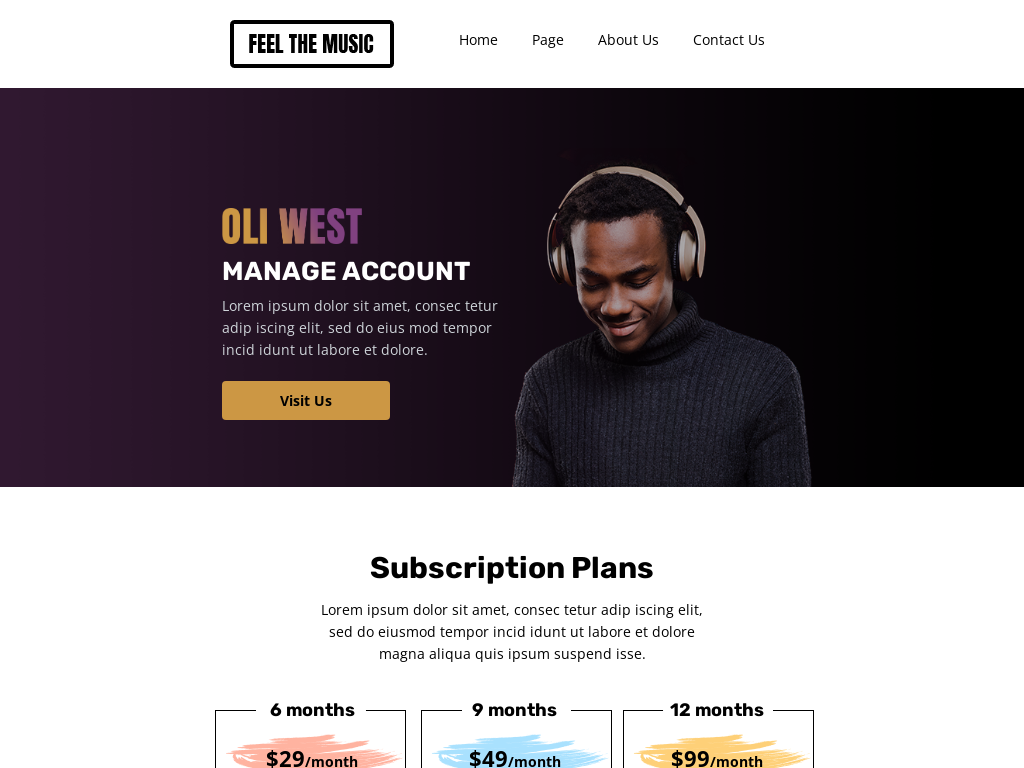 FEEL THE MUSIC
Home
Page
About Us
Contact Us
OLI WEST
MANAGE ACCOUNT
Lorem ipsum dolor sit amet, consec tetur
adip iscing elit, sed do eius mod tempor
incid idunt ut labore et dolore.
Visit Us
Subscription Plans
Lorem ipsum dolor sit amet, consec tetur adip iscing elit,
sed do eiusmod tempor incid idunt ut labore et dolore
magna aliqua quis ipsum suspend isse.
6 months
$29/month
9 months
$49/month
12 months
$99/month